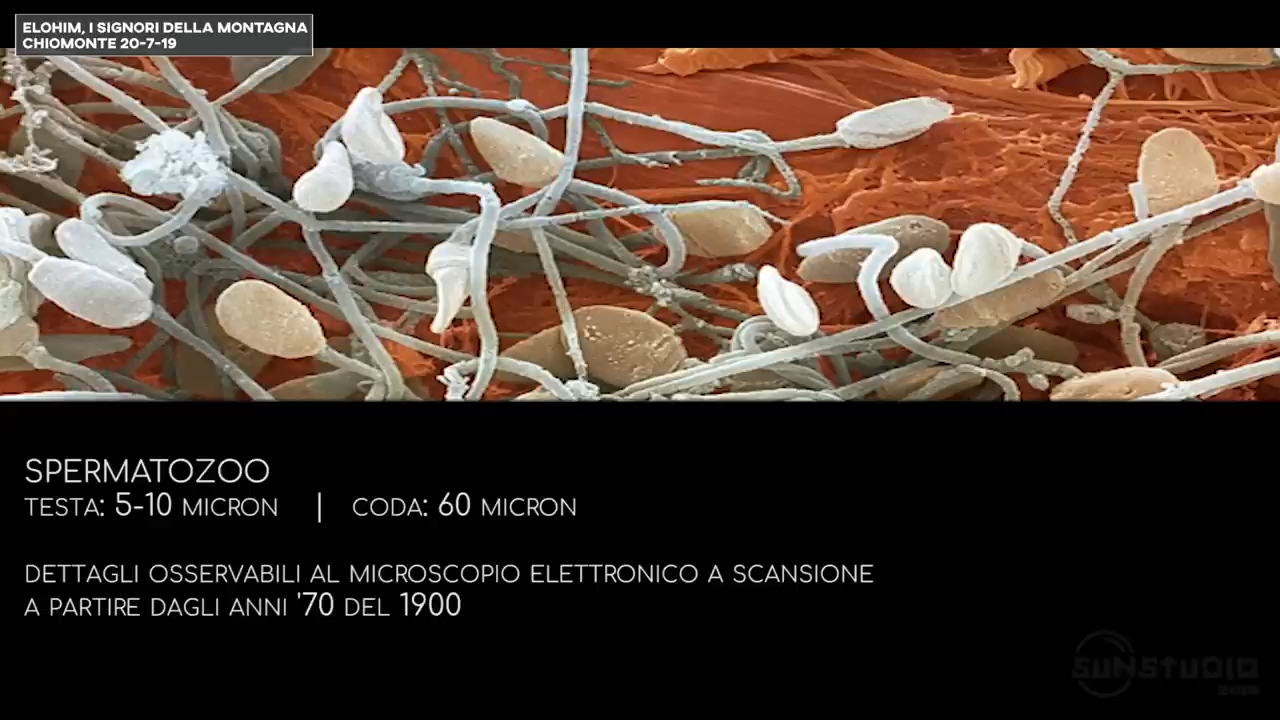 ELOHIM, I SIGNORI DELLA MONTAGNA
CHIOMONTE 20-7-19
SPERMATOZOO
TESTA: 5-10 MICRON | CODA: 60 MICRON
DETTAGLI OSSERVABILI AL MICROSCOPIO ELETTRONICO A SCANSIONE
A PARTIRE DAGLI ANNI '70 DEL 1900
SUNSTUDIO